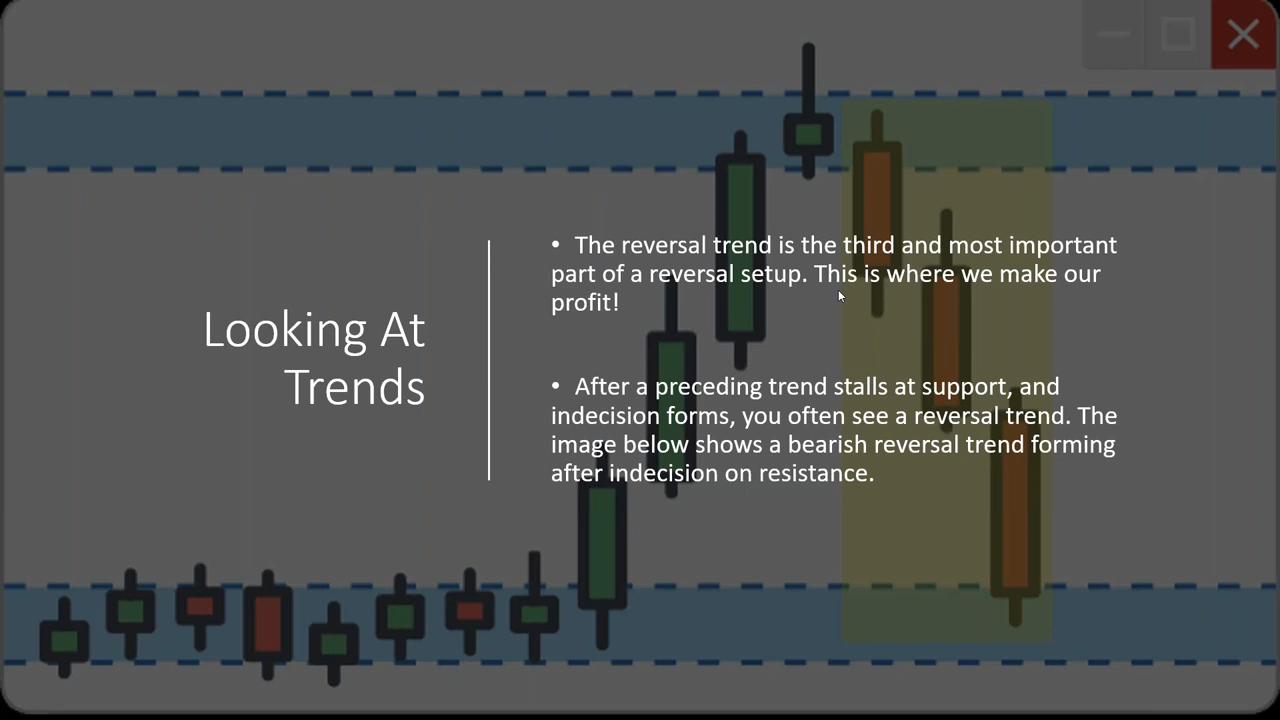 Looking At
Trends
• The reversal trend is the third and most important
part of a reversal setup. This is where we make our
profit!
• After a preceding trend stalls at support, and
indecision forms, you often see a reversal trend. The
image below shows a bearish reversal trend forming
after indecision on resistance.